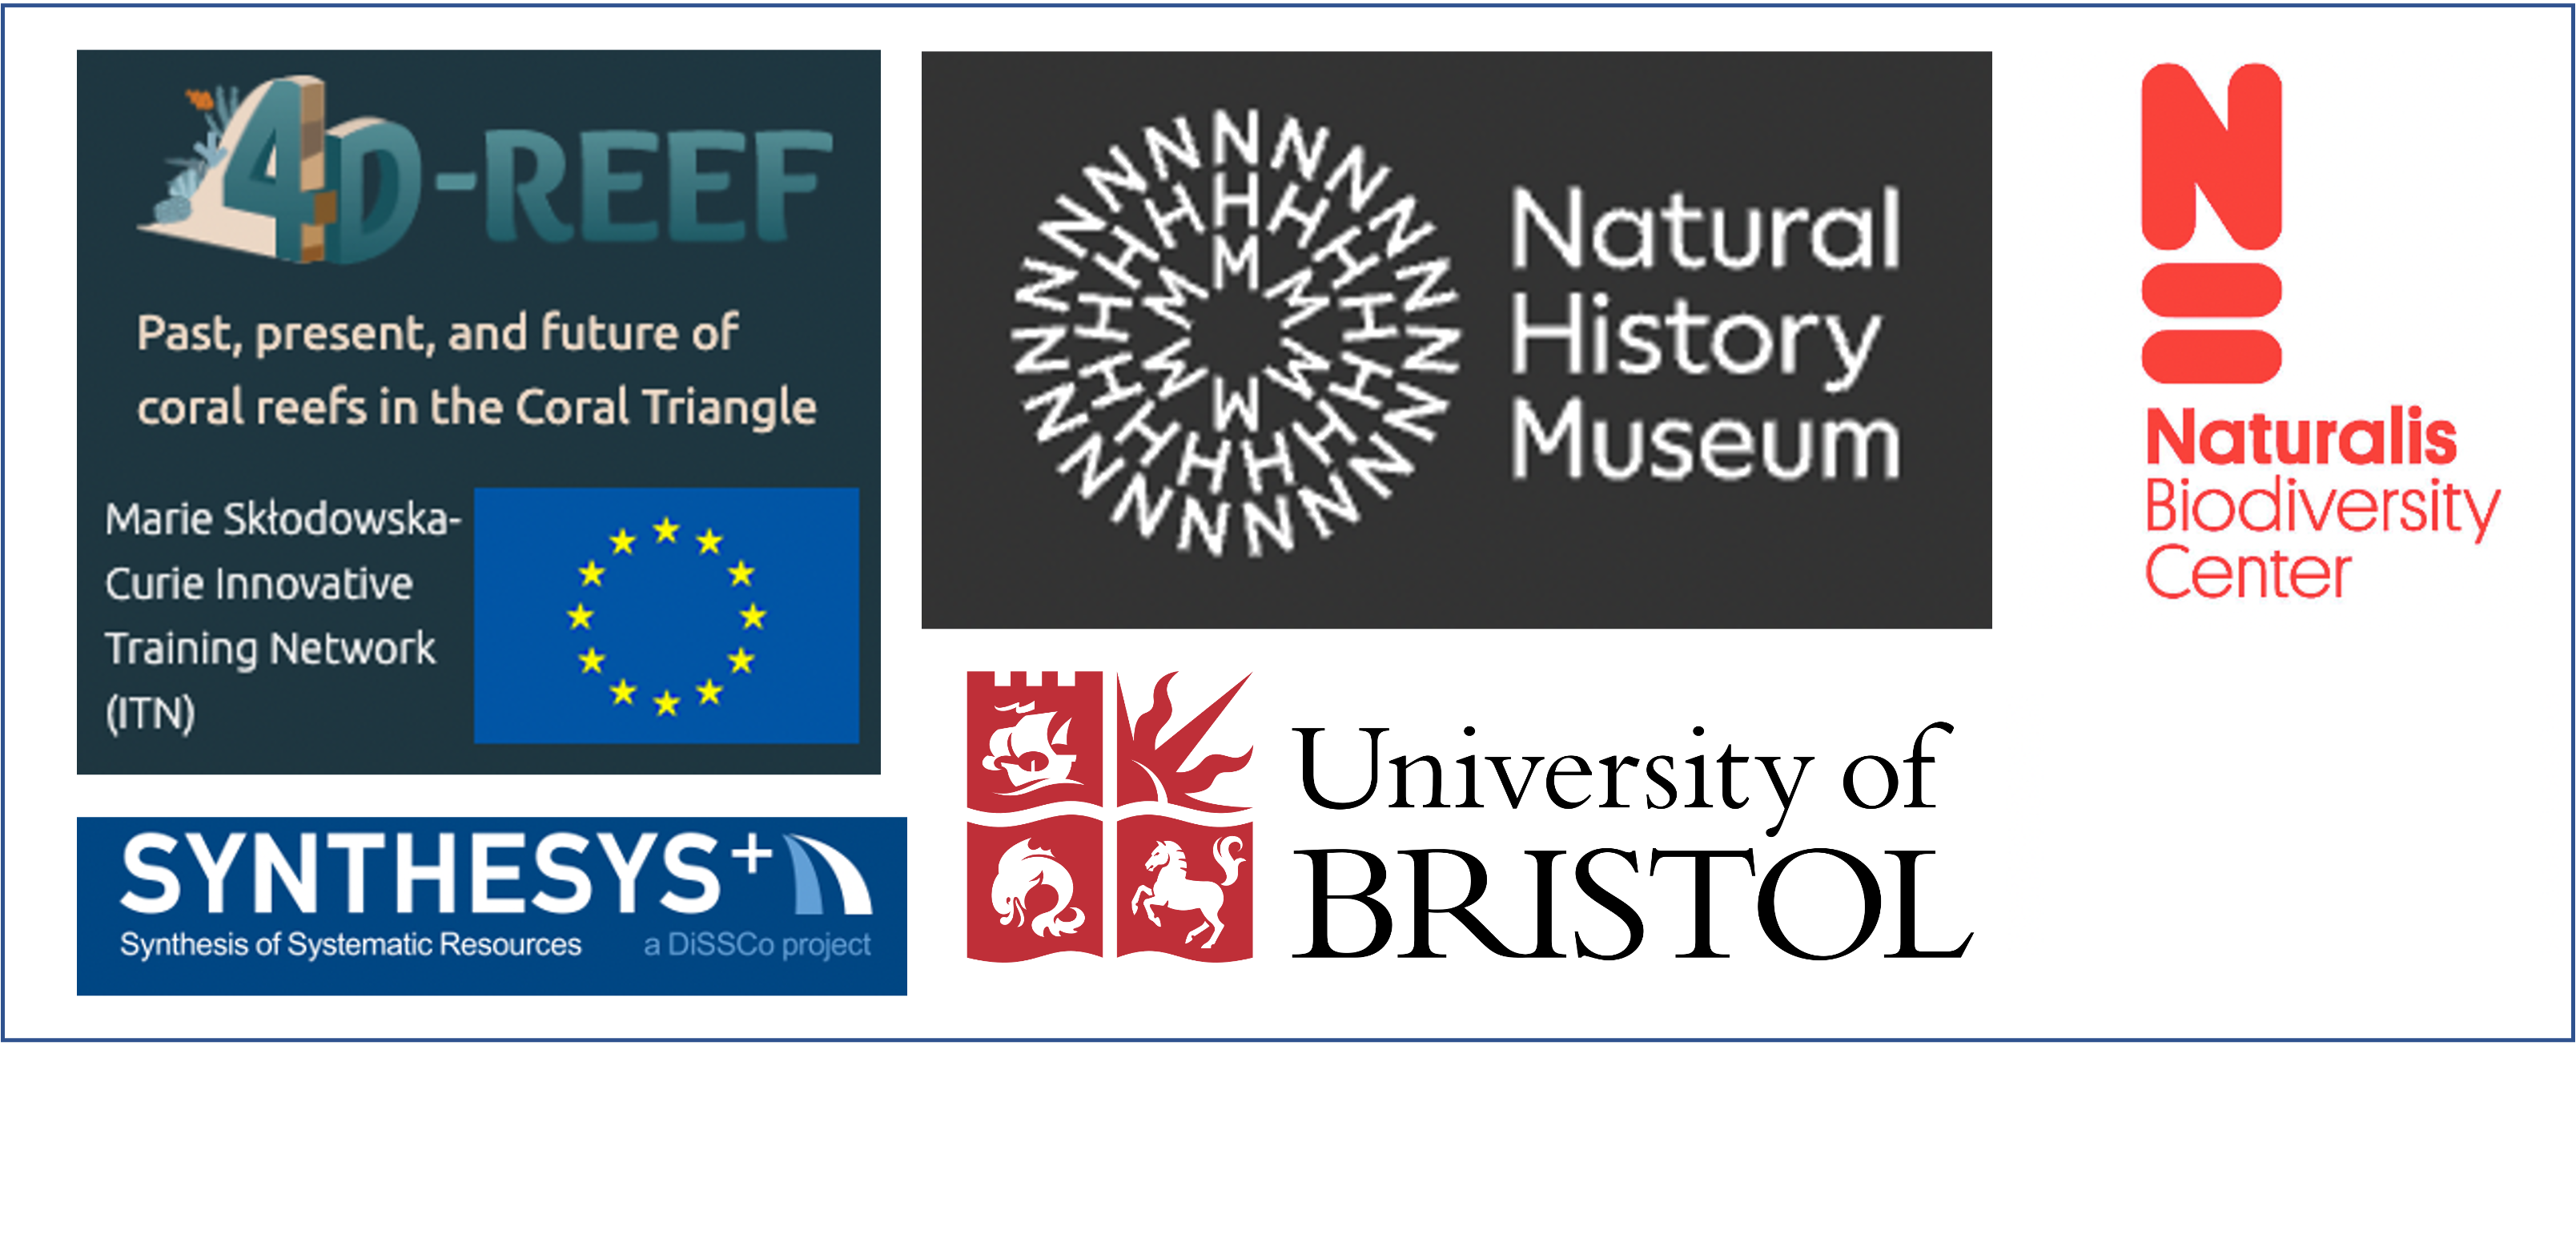 4D-REEF
Past, present, and future of
coral reefs in the Coral Triangle
Marie Skłodowska-
Curie Innovative
Training Network
(ITN)
SYNTHESYS+
Synthesis of Systematic Resources a DiSSCo project
Natural
History
Museum
University of
BRISTOL
Naturalis
Biodiversity
Center